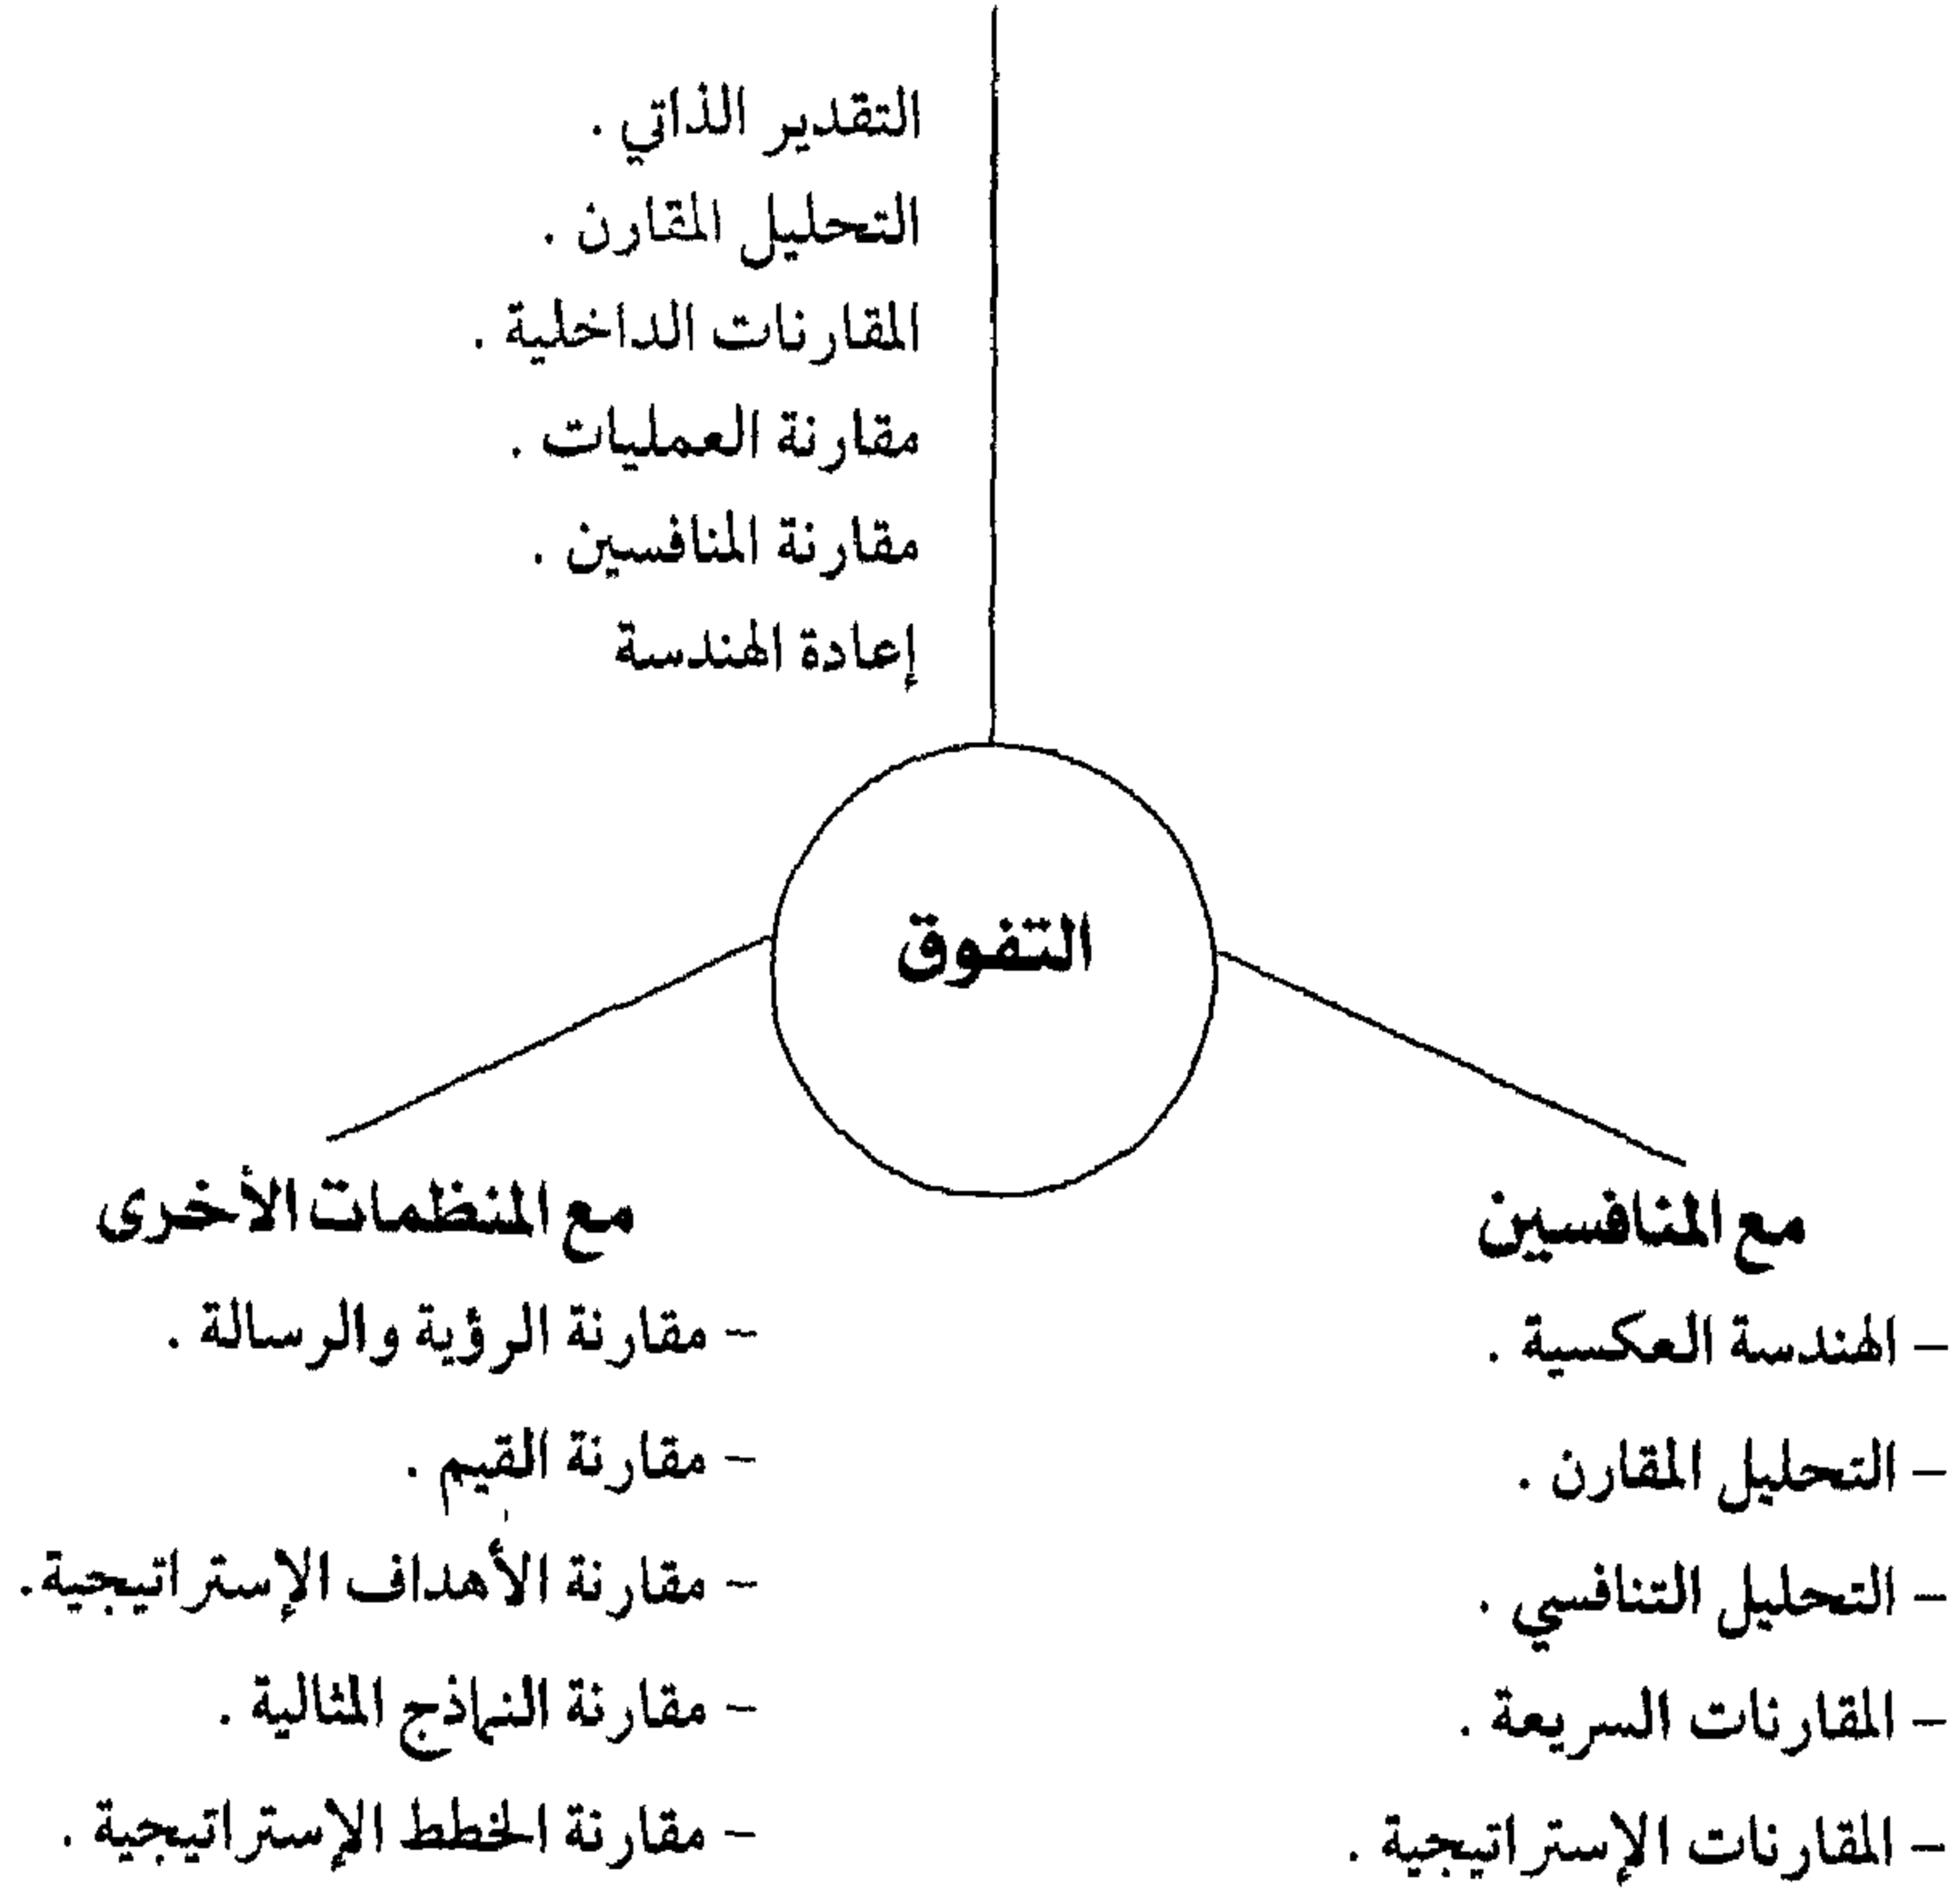 التقدير الذاتي .
التحليل المقارن .
المقارنات الداخلية .
مقارنة العمليات .
مقارنة المنافسين .
إعادة الهندسة
التفوق
مع المنافسين
– الهندسة العكسية .
– التحليل المقارن .
– التحليل التنافسي .
– المقارنات السريعة .
– المقارنات الإستراتيجية .
مع المنظمات الأخرى
– مقارنة الرؤية والرسالة .
– مقارنة القيم .
– مقارنة الأهداف الإستراتيجية .
– مقارنة النماذج المثالية .
– مقارنة الخطط الإستراتيجية .